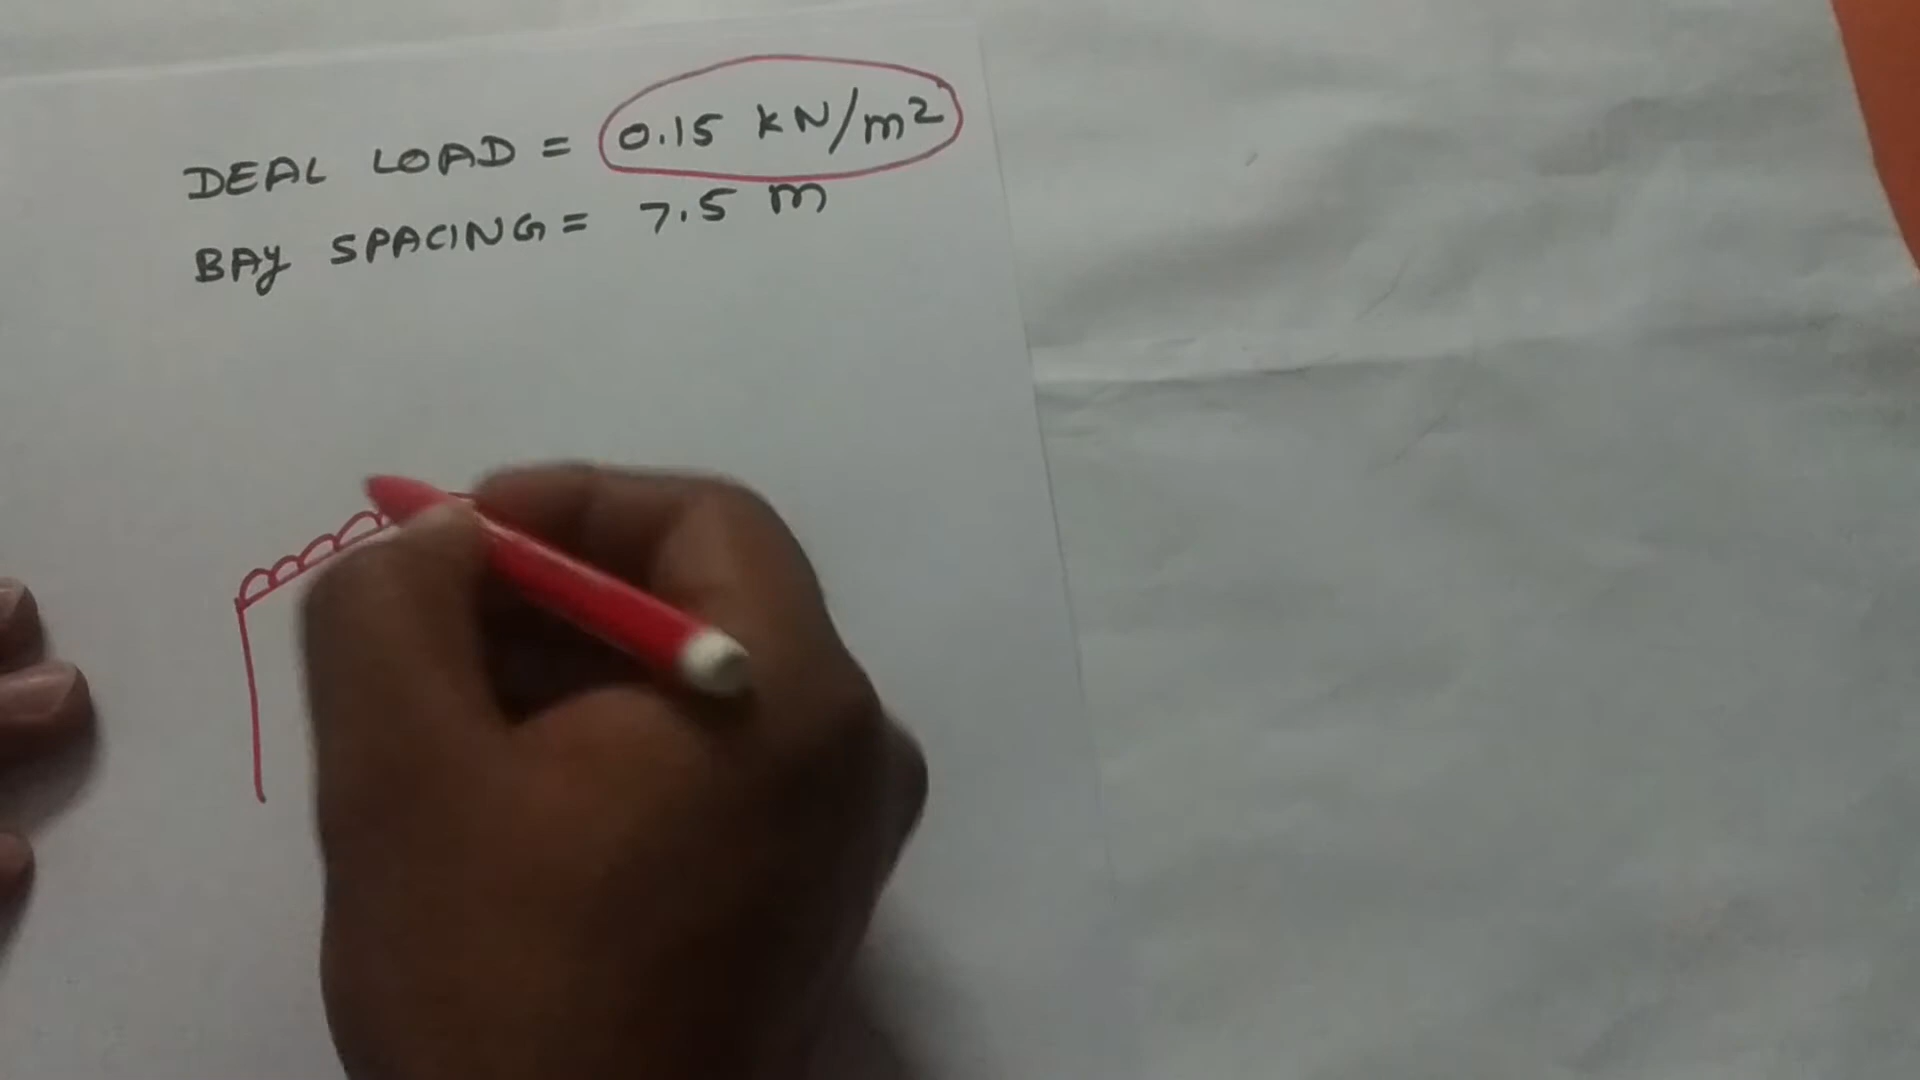 DEAL LOAD = 0.15 kN/m²
BAY SPACING = 7.5 m